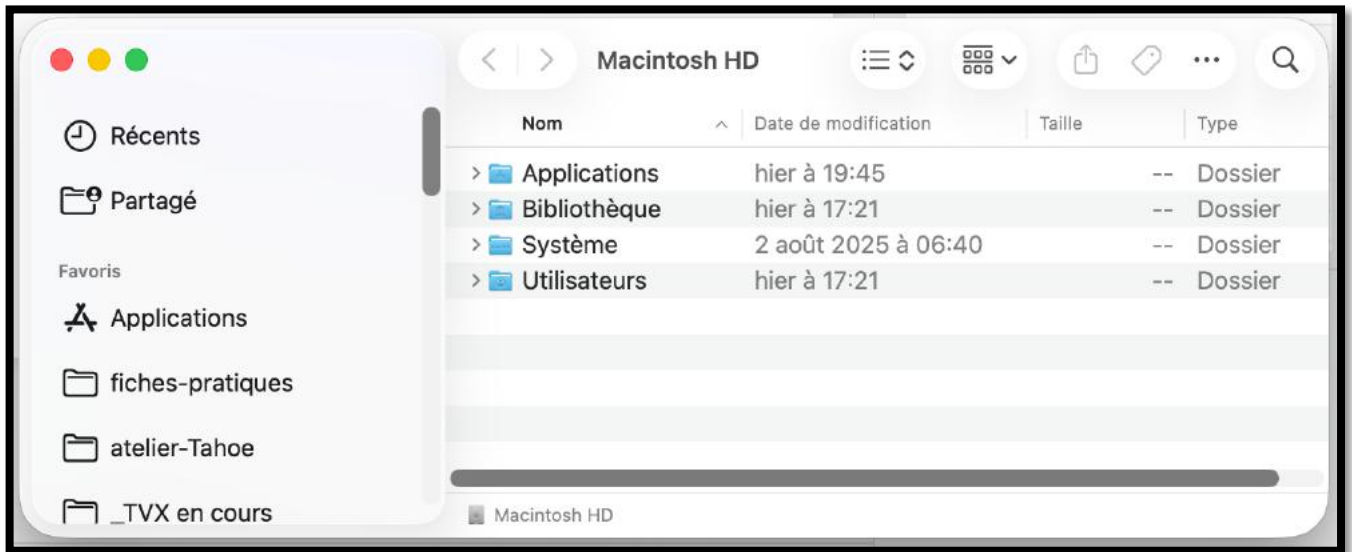 Récents
Partagé
Favoris
Applications
fiches-pratiques
atelier-Tahoe
_TVX en cours
Macintosh HD
Nom Date de modification Taille Type
Applications hier à 19:45 -- Dossier
Bibliothèque hier à 17:21 -- Dossier
Système 2 août 2025 à 06:40 -- Dossier
Utilisateurs hier à 17:21 -- Dossier
Macintosh HD